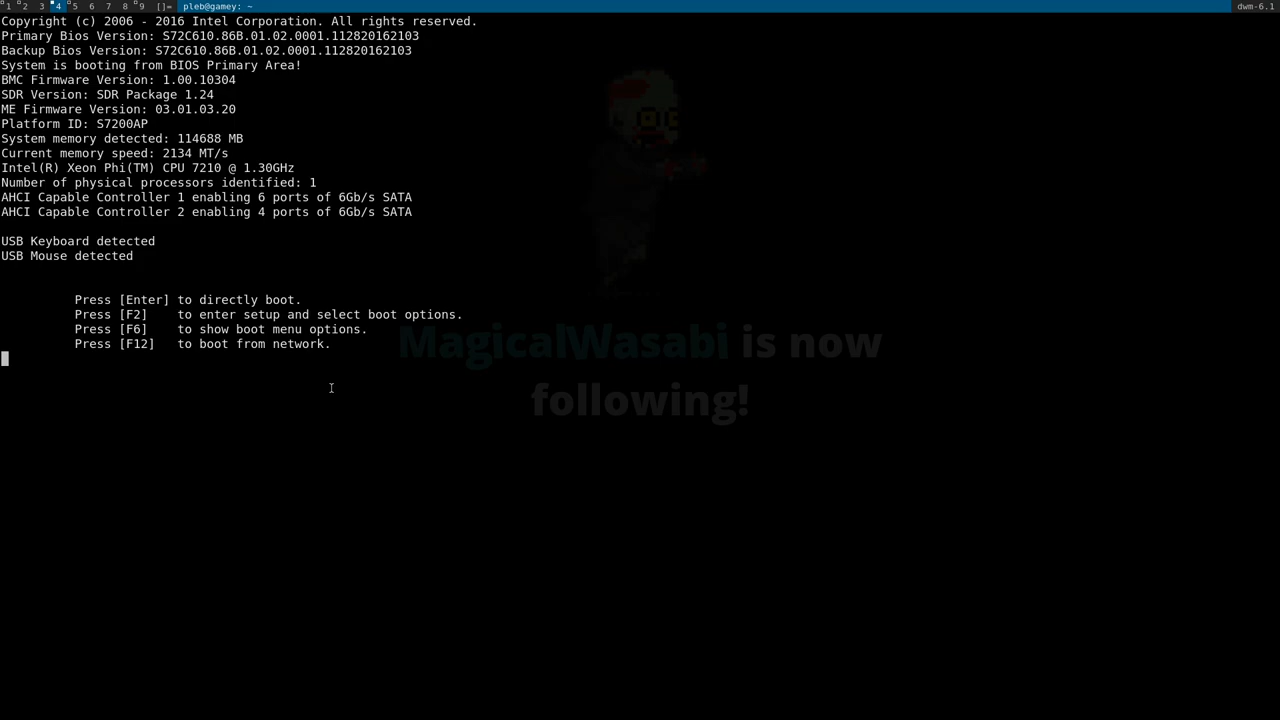 1 2 3 4 5 6 7 8 9 []= pleb@gamey: ~ dwm-6.1
Copyright (c) 2006 - 2016 Intel Corporation. All rights reserved.
Primary Bios Version: S72C610.86B.01.02.0001.112820162103
Backup Bios Version: S72C610.86B.01.02.0001.112820162103
System is booting from BIOS Primary Area!
BMC Firmware Version: 1.00.10304
SDR Version: SDR Package 1.24
ME Firmware Version: 03.01.03.20
Platform ID: S7200AP
System memory detected: 114688 MB
Current memory speed: 2134 MT/s
Intel(R) Xeon Phi(TM) CPU 7210 @ 1.30GHz
Number of physical processors identified: 1
AHCI Capable Controller 1 enabling 6 ports of 6Gb/s SATA
AHCI Capable Controller 2 enabling 4 ports of 6Gb/s SATA
USB Keyboard detected
USB Mouse detected
Press [Enter] to directly boot.
Press [F2] to enter setup and select boot options.
Press [F6] to show boot menu options.
Press [F12] to boot from network.
MagicalWasabi is now
following!